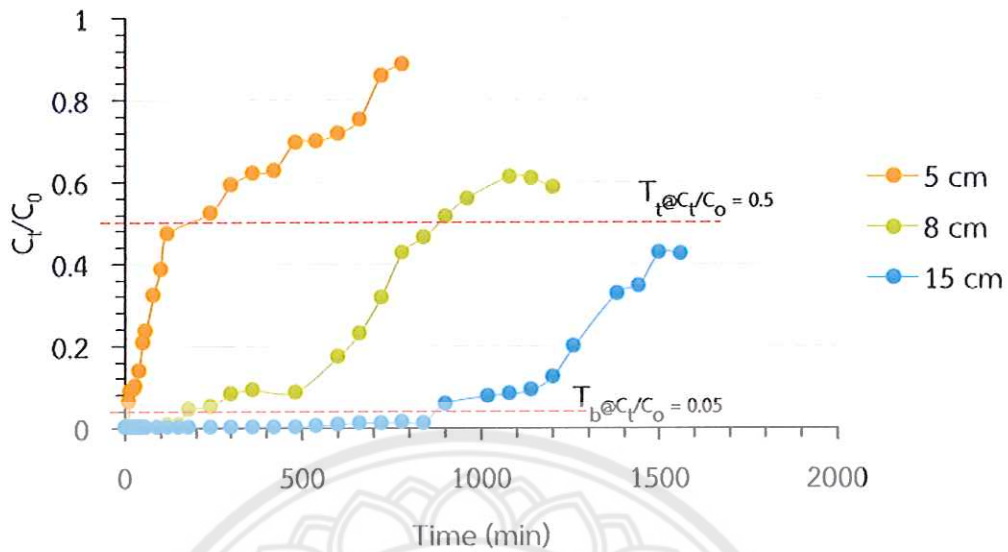 1
0.8
0.6
0.4
0.2
0
Cₜ/C₀
Tₜ@Cₜ/Cₒ = 0.5
T_b@Cₜ/Cₒ = 0.05
5 cm
8 cm
15 cm
0 500 1000 1500 2000
Time (min)